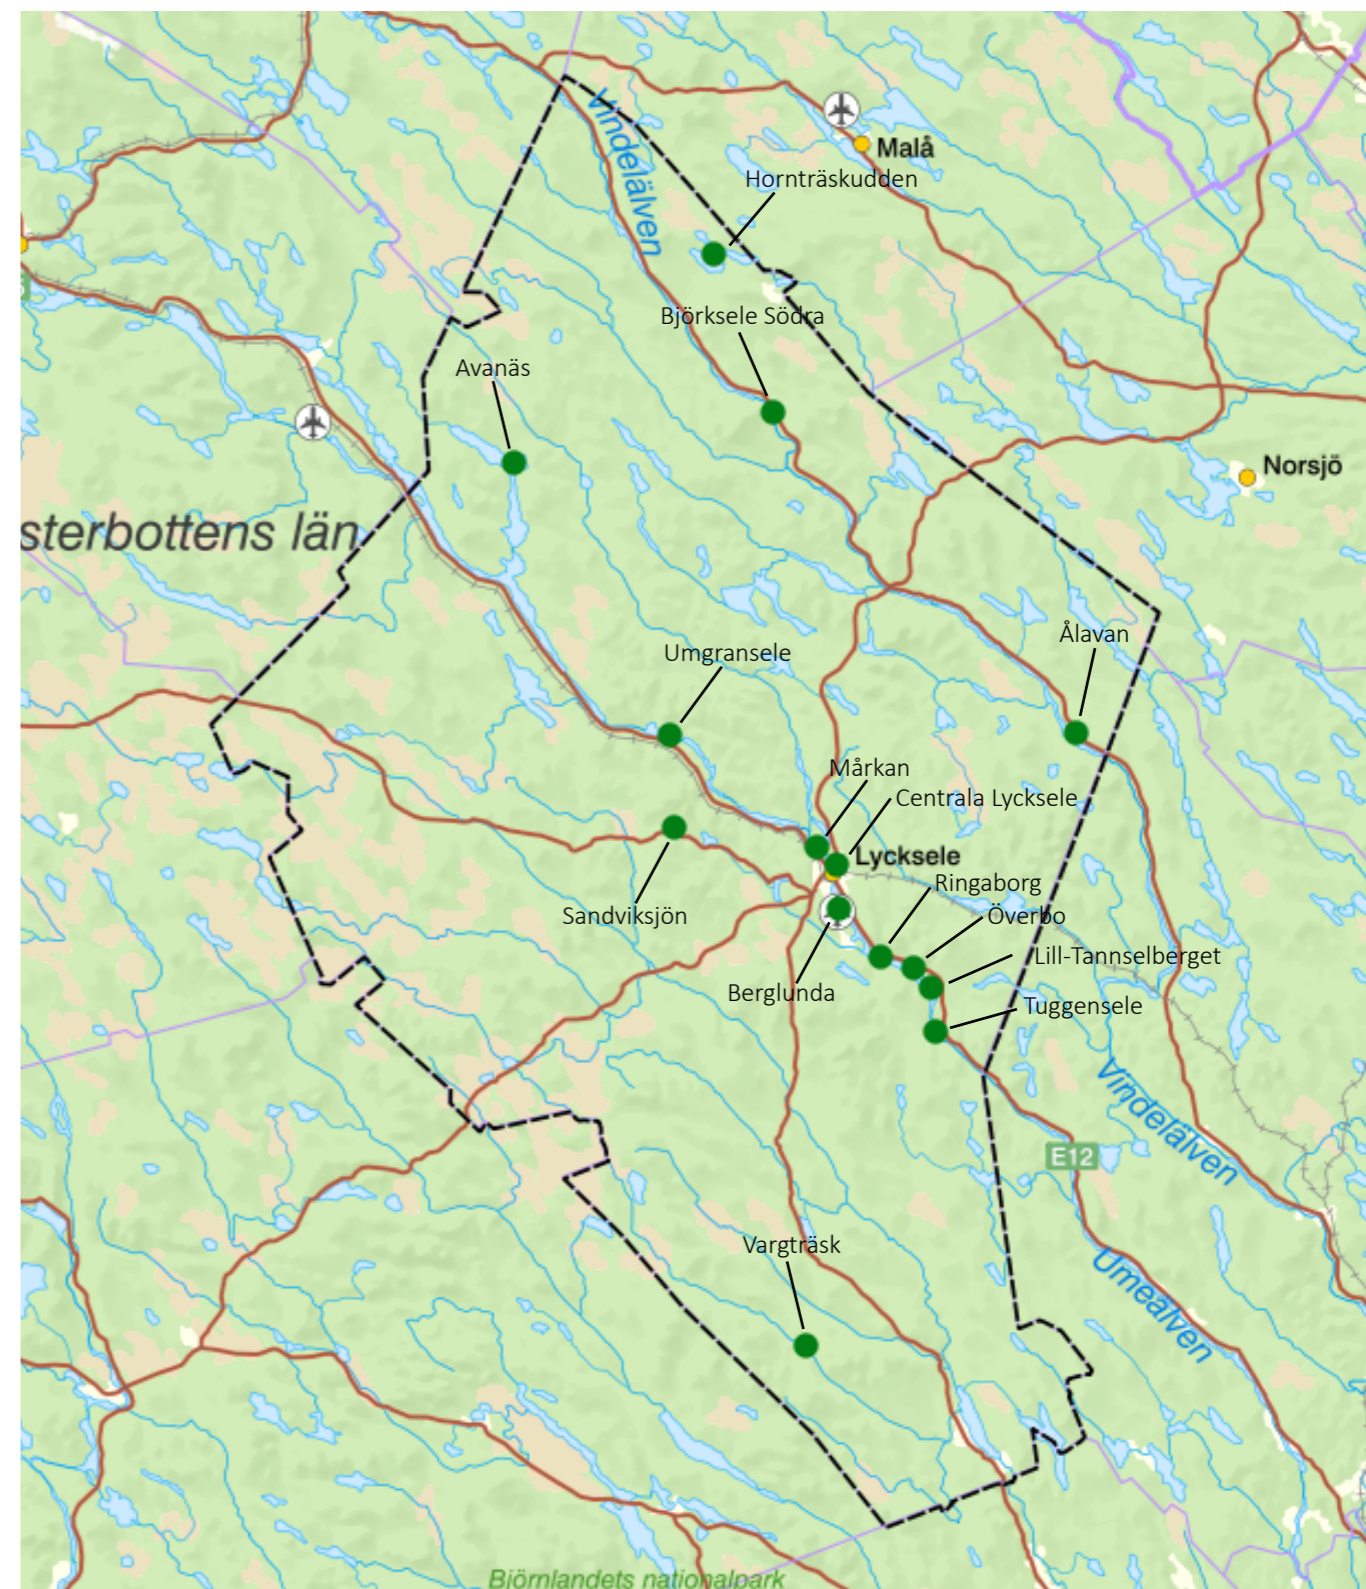 Vindelälven
Malå
Hornträskudden
Björksele Södra
Avanäs
Norsjö
sterbottens län
Ålavan
Umgransele
Mårkan
Centrala Lycksele
Lycksele
Ringaborg
Sandviksjön
Överbo
Lill-Tannselberget
Berglunda
Tuggensele
Vindelälven
E12
Vargträsk
Umeälven
Björnlandets nationalpark